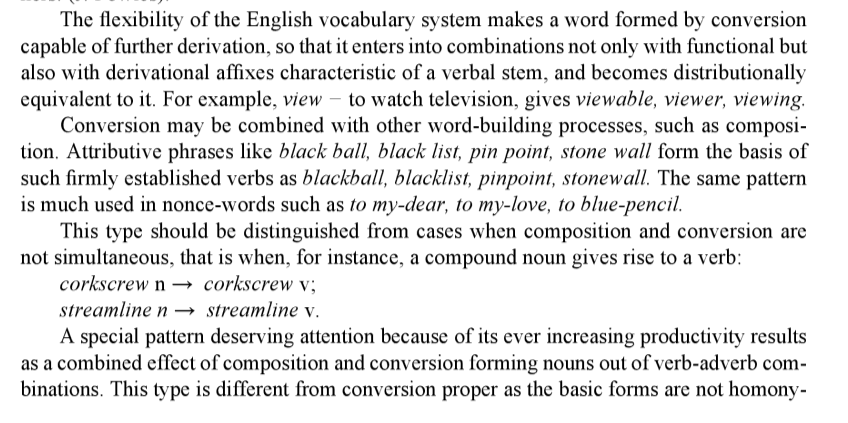 The flexibility of the English vocabulary system makes a word formed by conversion
capable of further derivation, so that it enters into combinations not only with functional but
also with derivational affixes characteristic of a verbal stem, and becomes distributionally
equivalent to it. For example, view – to watch television, gives viewable, viewer, viewing.
Conversion may be combined with other word-building processes, such as composi-
tion. Attributive phrases like black ball, black list, pin point, stone wall form the basis of
such firmly established verbs as blackball, blacklist, pinpoint, stonewall. The same pattern
is much used in nonce-words such as to my-dear, to my-love, to blue-pencil.
This type should be distinguished from cases when composition and conversion are
not simultaneous, that is when, for instance, a compound noun gives rise to a verb:
corkscrew n → corkscrew v;
streamline n → streamline v.
A special pattern deserving attention because of its ever increasing productivity results
as a combined effect of composition and conversion forming nouns out of verb-adverb com-
binations. This type is different from conversion proper as the basic forms are not homony-